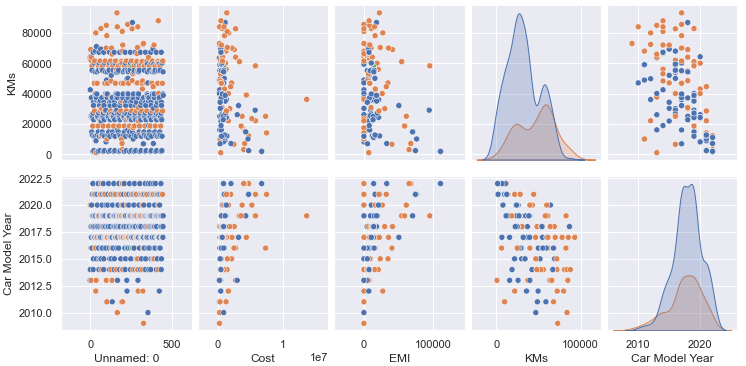 KMs
80000
60000
40000
20000
0
Car Model Year
2022.5
2020.0
2017.5
2015.0
2012.5
2010.0
0 500
Unnamed: 0
0 1
1e7
Cost
0 100000
EMI
0 100000
KMs
2010 2020
Car Model Year